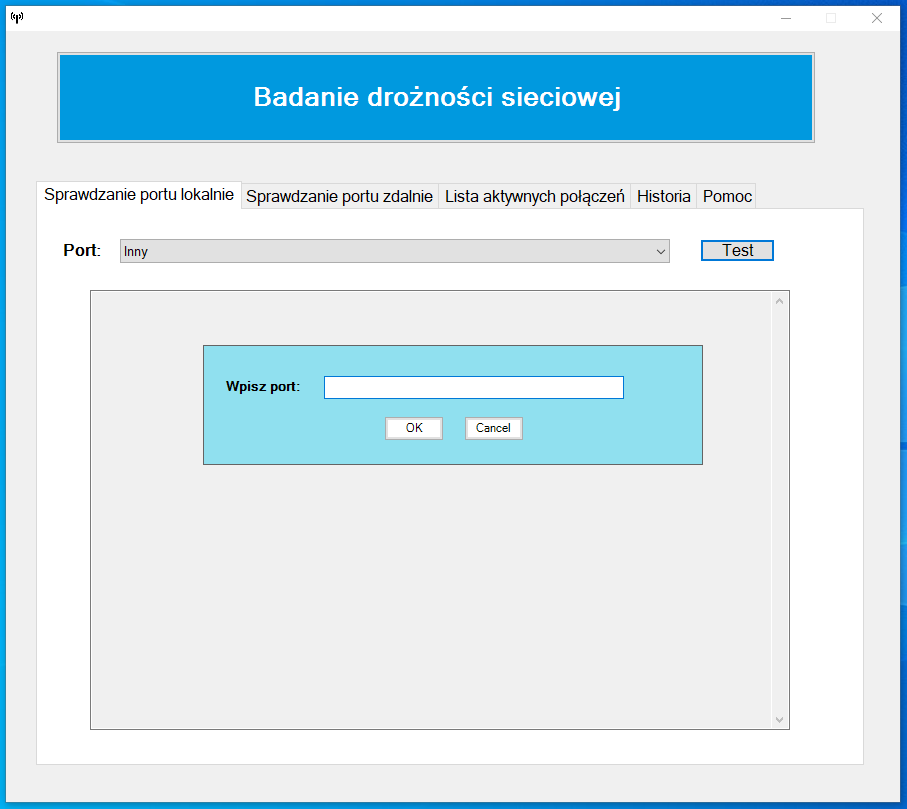 Badanie drożności sieciowej
Sprawdzanie portu lokalnie Sprawdzanie portu zdalnie Lista aktywnych połączeń Historia Pomoc
Port: Inny Test
Wpisz port:
OK Cancel